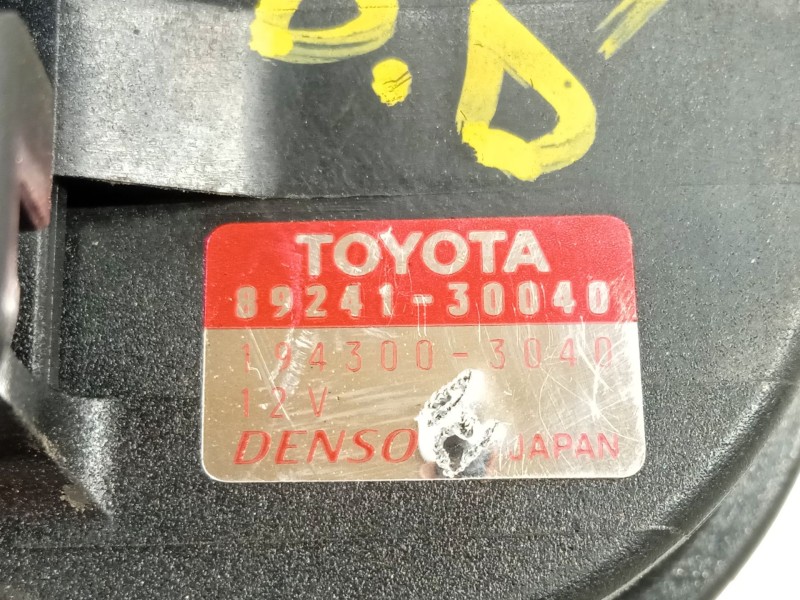 TOYOTA
89241-30040
194300-3040
12V
DENSO JAPAN